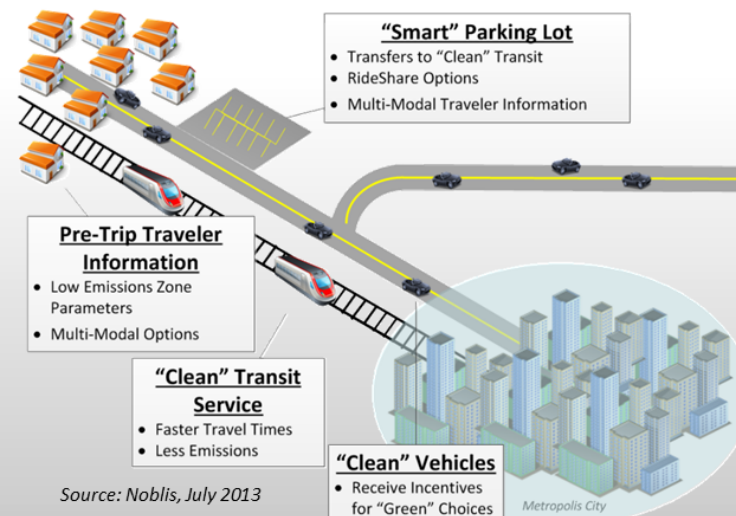 “Smart” Parking Lot
• Transfers to “Clean” Transit
• RideShare Options
• Multi-Modal Traveler Information
Pre-Trip Traveler
Information
• Low Emissions Zone
Parameters
• Multi-Modal Options
“Clean” Transit
Service
• Faster Travel Times
• Less Emissions
“Clean” Vehicles
• Receive Incentives
for “Green” Choices
Metropolis City
Source: Noblis, July 2013